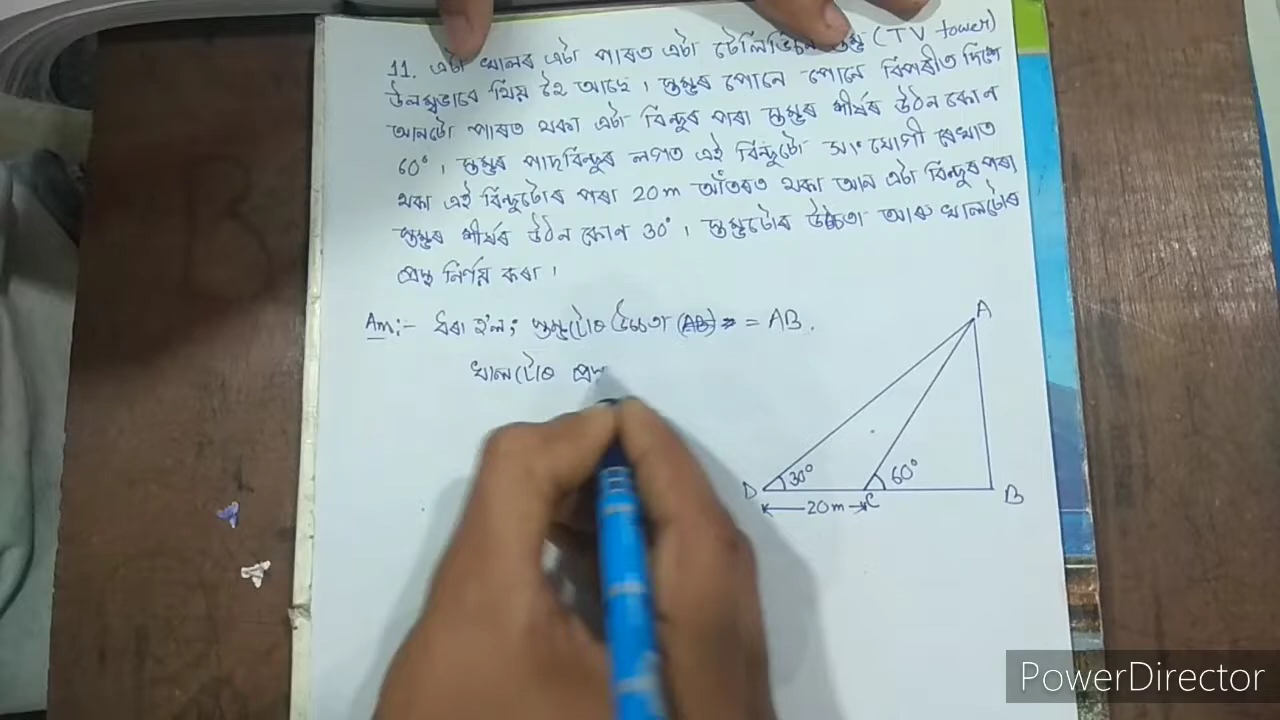 11. এটা খালৰ এটা পাৰত এটা টেলিভিচন স্তম্ভ (TV tower)
উলম্বভাবে থিয় হৈ আছে। স্তম্ভৰ পোনে পোনে বিপৰীত দিশে
আনটো পাৰত থকা এটা বিন্দুৰ পৰা স্তম্ভৰ শীৰ্ষৰ উঠন কোণ
60°। স্তম্ভৰ পাদবিন্দুৰ লগত এই বিন্দুটো সংযোগী ৰেখাত
থকা এই বিন্দুটোৰ পৰা 20m আঁতৰত থকা আন এটা বিন্দুৰ পৰা
স্তম্ভৰ শীৰ্ষৰ উঠন কোণ 30°। স্তম্ভটোৰ উচ্চতা আৰু খালটোৰ
প্ৰস্থ নিৰ্ণয় কৰা।
Ans:- ধৰা হ'ল; স্তম্ভটোৰ উচ্চতা (AB) = = AB.
খালটোৰ প্ৰস্থ
A
D 30° 60° B
20m C
PowerDirector